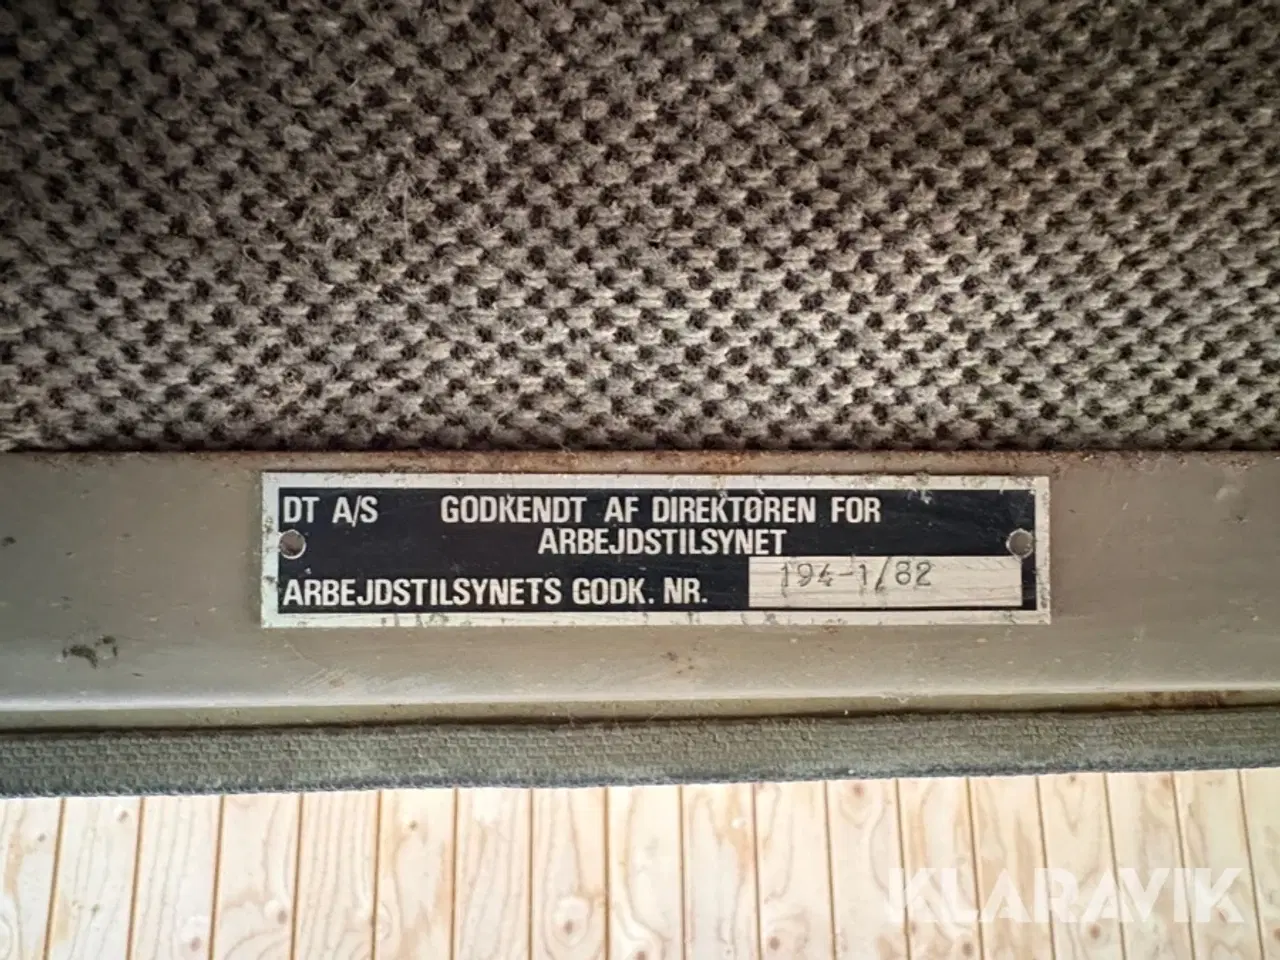 DT A/S GODKENDT AF DIREKTØREN FOR
ARBEJDSTILSYNET
ARBEJDSTILSYNETS GODK. NR. 194-1/82
KLARAVIK